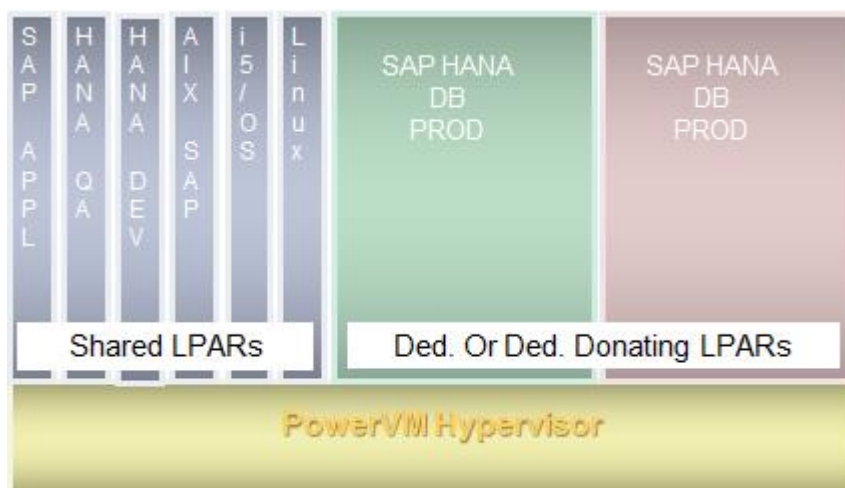 SAP APPL
HANA QA
HANA DEV
AIX SAP
i5/OS
Linux
SAP HANA
DB
PROD
SAP HANA
DB
PROD
Shared LPARs
Ded. Or Ded. Donating LPARs
PowerVM Hypervisor